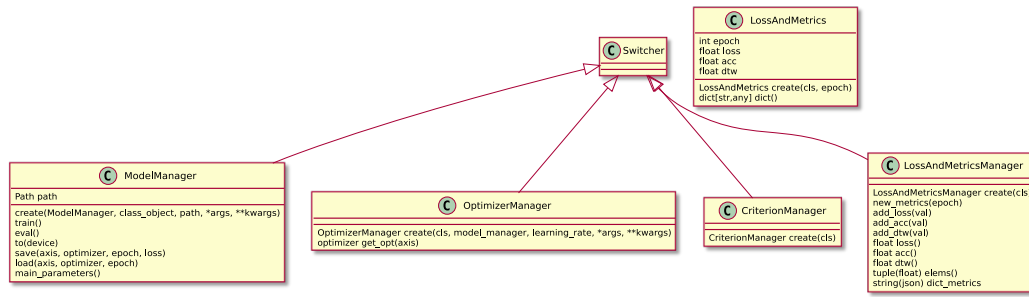 C LossAndMetrics
int epoch
float loss
float acc
float dtw
LossAndMetrics create(cls, epoch)
dict[str,any] dict()
C Switcher
C ModelManager
Path path
create(ModelManager, class_object, path, *args, **kwargs)
train()
eval()
to(device)
save(axis, optimizer, epoch, loss)
load(axis, optimizer, epoch)
main_parameters()
C OptimizerManager
OptimizerManager create(cls, model_manager, learning_rate, *args, **kwargs)
optimizer get_opt(axis)
C CriterionManager
CriterionManager create(cls)
C LossAndMetricsManager
LossAndMetricsManager create(cls)
new_metrics(epoch)
add_loss(val)
add_acc(val)
add_dtw(val)
float loss()
float acc()
float dtw()
tuple(float) elems()
string(json) dict_metrics